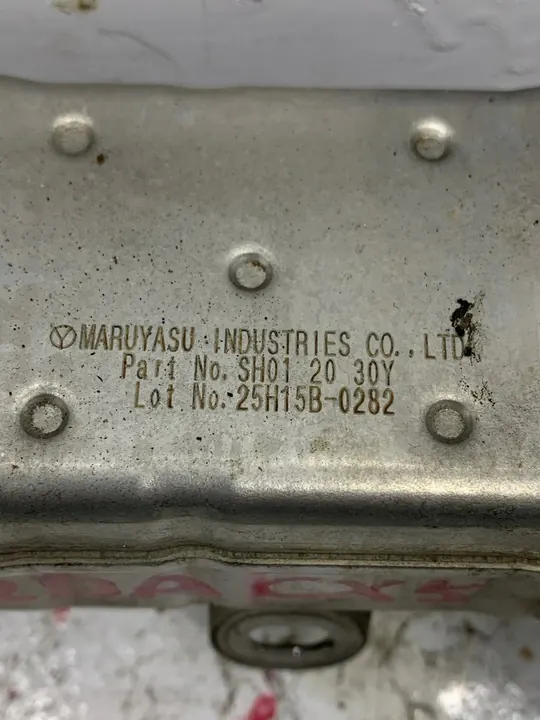 MARUYASU INDUSTRIES CO., LTD.
Part No. SH01 20 30Y
Lot No. 25H15B-0282